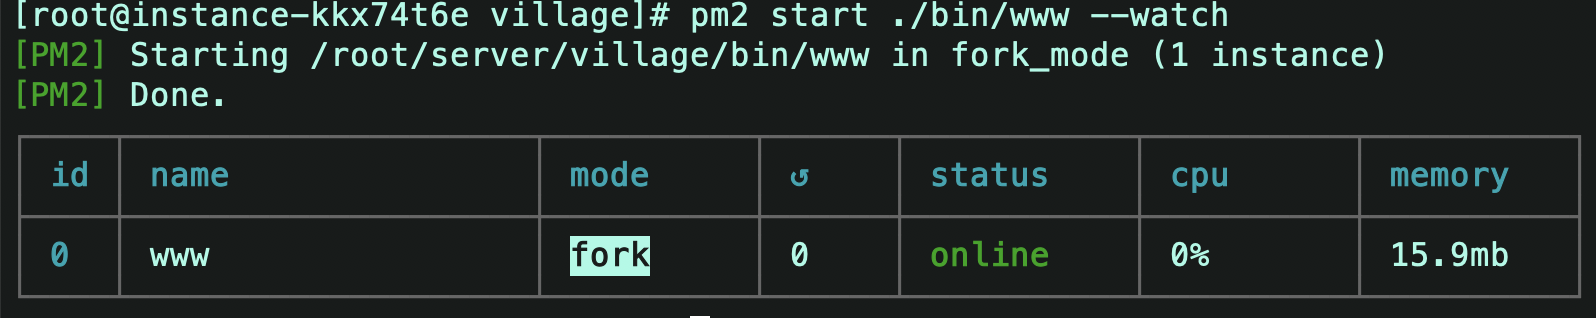 [root@instance-kkx74t6e village]# pm2 start ./bin/www --watch
[PM2] Starting /root/server/village/bin/www in fork_mode (1 instance)
[PM2] Done.
id name mode ↺ status cpu memory
0 www fork 0 online 0% 15.9mb